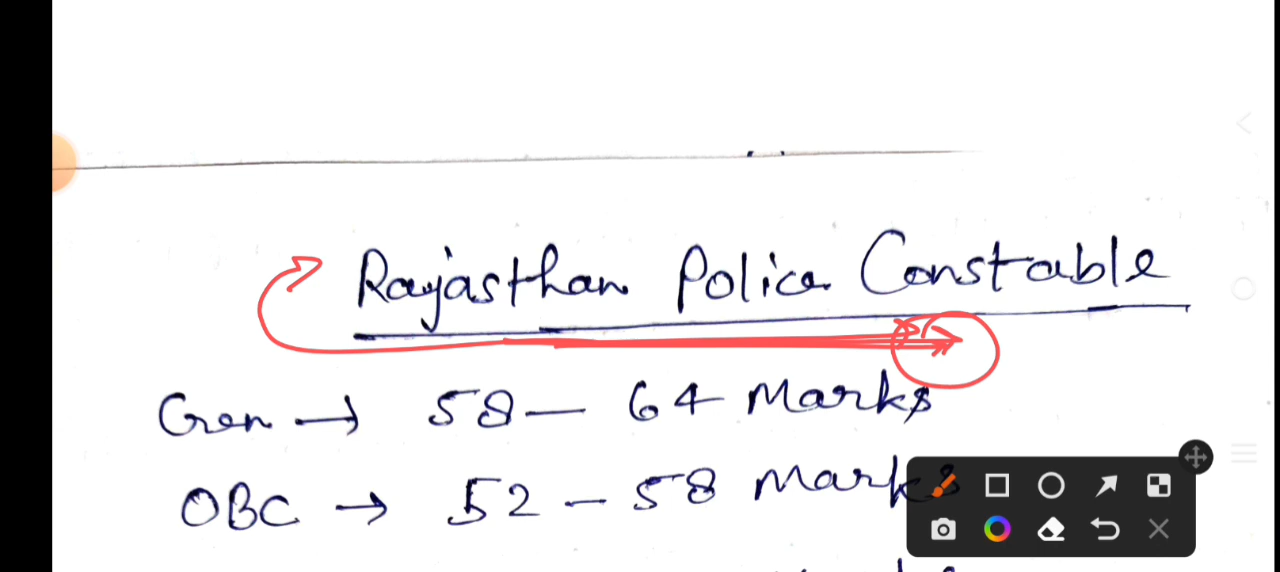 Rajasthan Police Constable
Gen → 58 – 64 Marks
OBC → 52 – 58 Marks